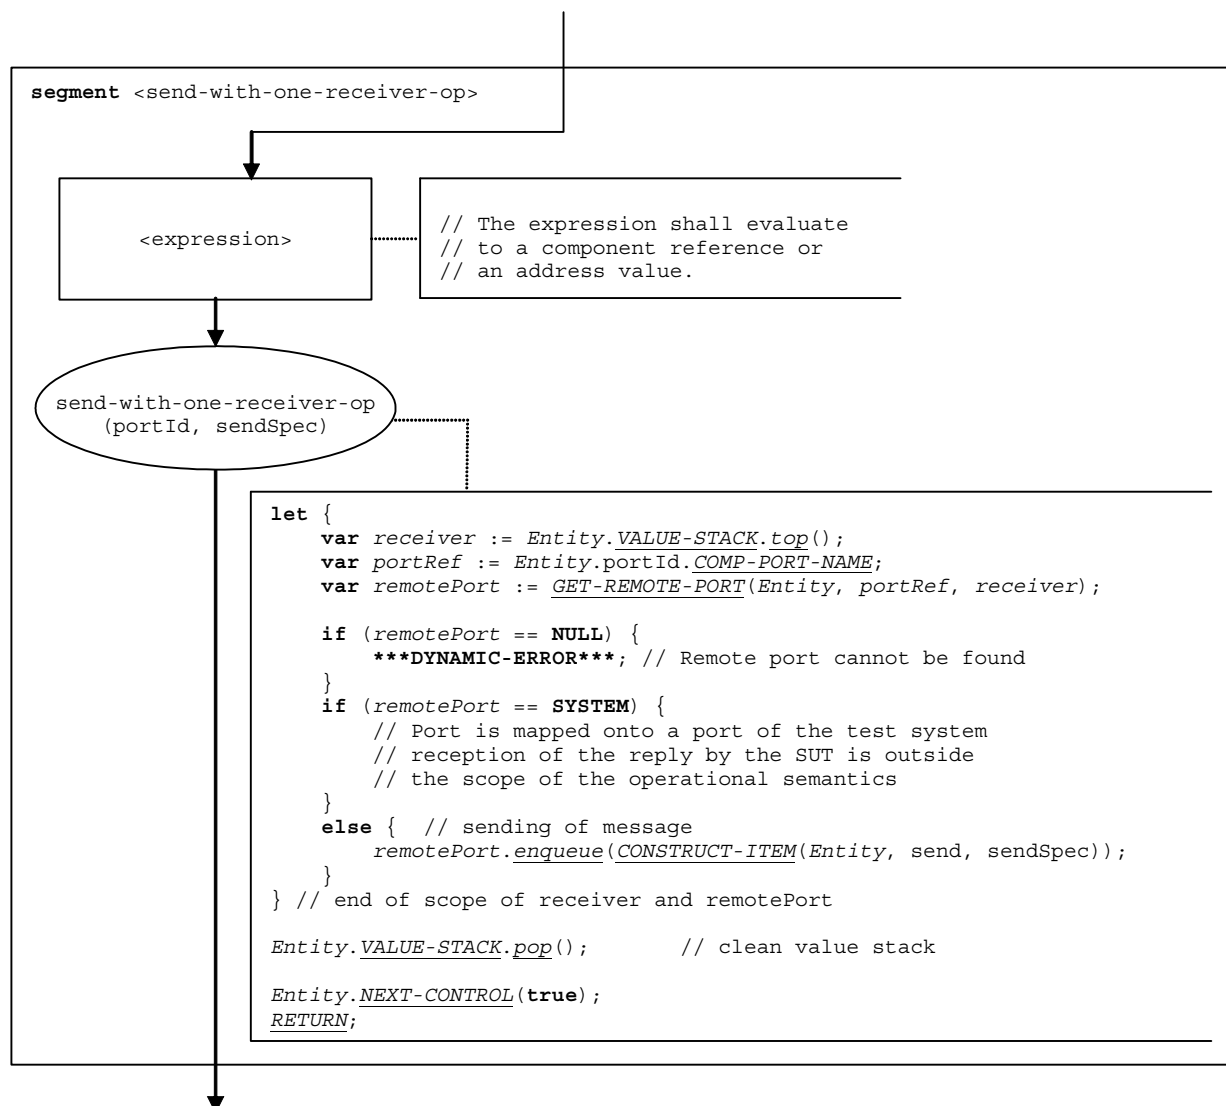 segment <send-with-one-receiver-op>
<expression>
// The expression shall evaluate
// to a component reference or
// an address value.
send-with-one-receiver-op
(portId, sendSpec)
let {
    var receiver := Entity.VALUE-STACK.top();
    var portRef := Entity.portId.COMP-PORT-NAME;
    var remotePort := GET-REMOTE-PORT(Entity, portRef, receiver);
    if (remotePort == NULL) {
        ***DYNAMIC-ERROR***; // Remote port cannot be found
    }
    if (remotePort == SYSTEM) {
        // Port is mapped onto a port of the test system
        // reception of the reply by the SUT is outside
        // the scope of the operational semantics
    }
    else {  // sending of message
        remotePort.enqueue(CONSTRUCT-ITEM(Entity, send, sendSpec));
    }
} // end of scope of receiver and remotePort
Entity.VALUE-STACK.pop();       // clean value stack
Entity.NEXT-CONTROL(true);
RETURN;